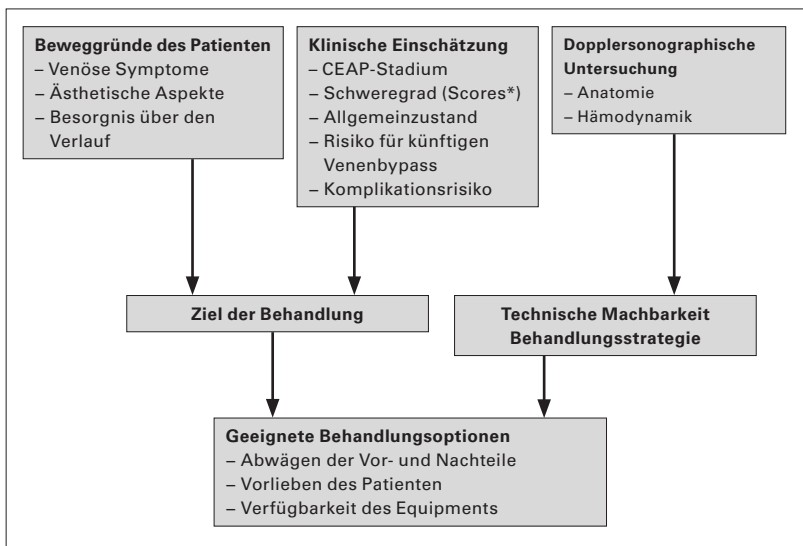 Beweggründe des Patienten
– Venöse Symptome
– Ästhetische Aspekte
– Besorgnis über den
Verlauf
Klinische Einschätzung
– CEAP-Stadium
– Schweregrad (Scores*)
– Allgemeinzustand
– Risiko für künftigen
Venenbypass
– Komplikationsrisiko
Dopplersonographische
Untersuchung
– Anatomie
– Hämodynamik
Ziel der Behandlung
Technische Machbarkeit
Behandlungsstrategie
Geeignete Behandlungsoptionen
– Abwägen der Vor- und Nachteile
– Vorlieben des Patienten
– Verfügbarkeit des Equipments